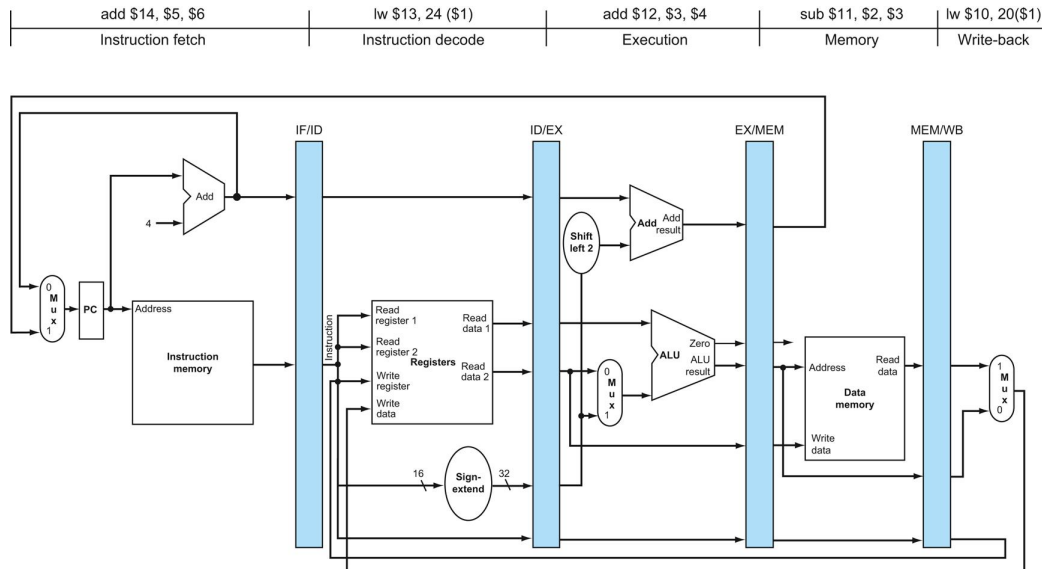 add $14, $5, $6
lw $13, 24 ($1)
add $12, $3, $4
sub $11, $2, $3
lw $10, 20($1)
Instruction fetch
Instruction decode
Execution
Memory
Write-back
IF/ID
ID/EX
EX/MEM
MEM/WB
Add
4
Add
Add
result
Shift
left 2
0
M
u
x
1
PC
Address
Instruction
memory
Instruction
Read
register 1
Read
register 2
Write
register
Write
data
Registers
Read
data 1
Read
data 2
16
Sign-
extend
32
0
M
u
x
1
ALU
Zero
ALU
result
Address
Write
data
Data
memory
Read
data
1
M
u
x
0